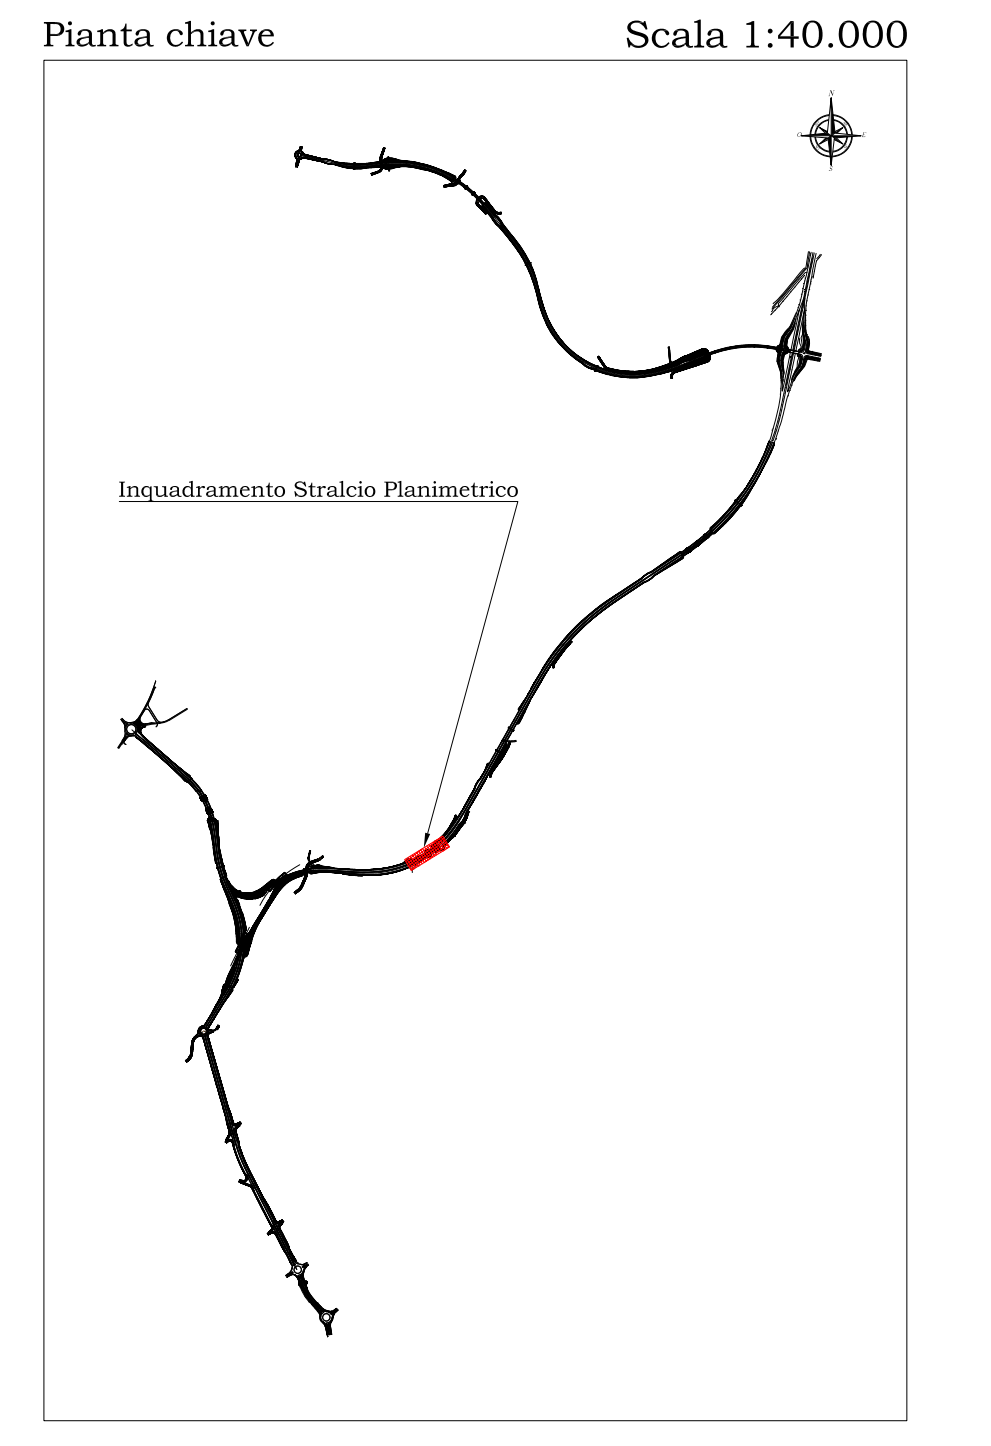 Pianta chiave
Scala 1:40.000
N
O E
S
Inquadramento Stralcio Planimetrico